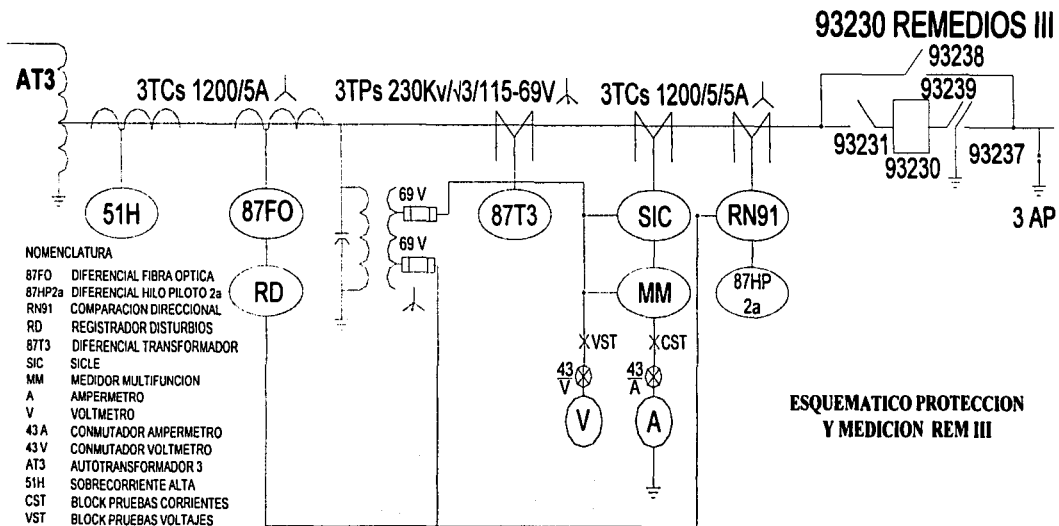 93230 REMEDIOS III
93238
AT3
3TCs 1200/5A
3TPs 230Kv/√3/115-69V
3TCs 1200/5/5A
93239
93231
93230
93237
69 V
51H
87FO
87T3
SIC
RN91
3 AP
69 V
NOMENCLATURA
87FO DIFERENCIAL FIBRA OPTICA
87HP2a DIFERENCIAL HILO PILOTO 2a
RN91 COMPARACION DIRECCIONAL
RD REGISTRADOR DISTURBIOS
87T3 DIFERENCIAL TRANSFORMADOR
SIC SICLE
MM MEDIDOR MULTIFUNCION
A AMPERMETRO
V VOLTMETRO
43 A CONMUTADOR AMPERMETRO
43 V CONMUTADOR VOLTMETRO
AT3 AUTOTRANSFORMADOR 3
51H SOBRECORRIENTE ALTA
CST BLOCK PRUEBAS CORRIENTES
VST BLOCK PRUEBAS VOLTAJES
RD
MM
87HP
2a
VST
CST
43
V
43
A
V
A
ESQUEMATICO PROTECCION
Y MEDICION REM III